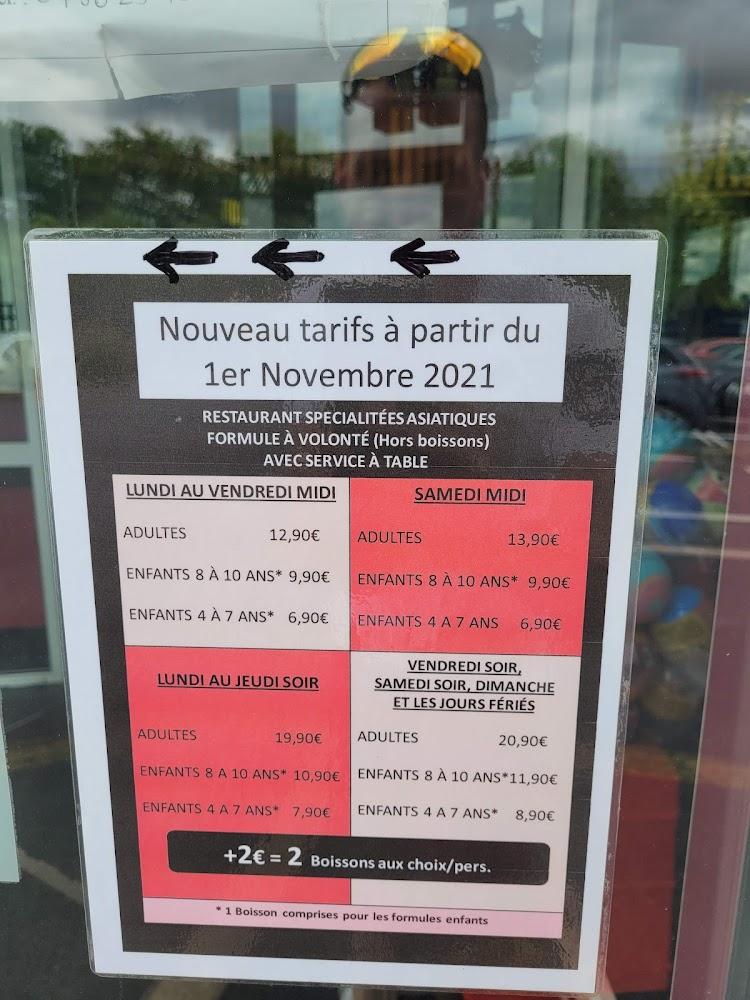 Nouveau tarifs à partir du
1er Novembre 2021
RESTAURANT SPECIALITÉES ASIATIQUES
FORMULE À VOLONTÉ (Hors boissons)
AVEC SERVICE À TABLE
LUNDI AU VENDREDI MIDI
ADULTES 12,90€
ENFANTS 8 À 10 ANS* 9,90€
ENFANTS 4 À 7 ANS* 6,90€
SAMEDI MIDI
ADULTES 13,90€
ENFANTS 8 À 10 ANS* 9,90€
ENFANTS 4 A 7 ANS 6,90€
LUNDI AU JEUDI SOIR
ADULTES 19,90€
ENFANTS 8 A 10 ANS* 10,90€
ENFANTS 4 A 7 ANS* 7,90€
VENDREDI SOIR,
SAMEDI SOIR, DIMANCHE
ET LES JOURS FÉRIÉS
ADULTES 20,90€
ENFANTS 8 À 10 ANS*11,90€
ENFANTS 4 À 7 ANS* 8,90€
+2€ = 2 Boissons aux choix/pers.
* 1 Boisson comprises pour les formules enfants